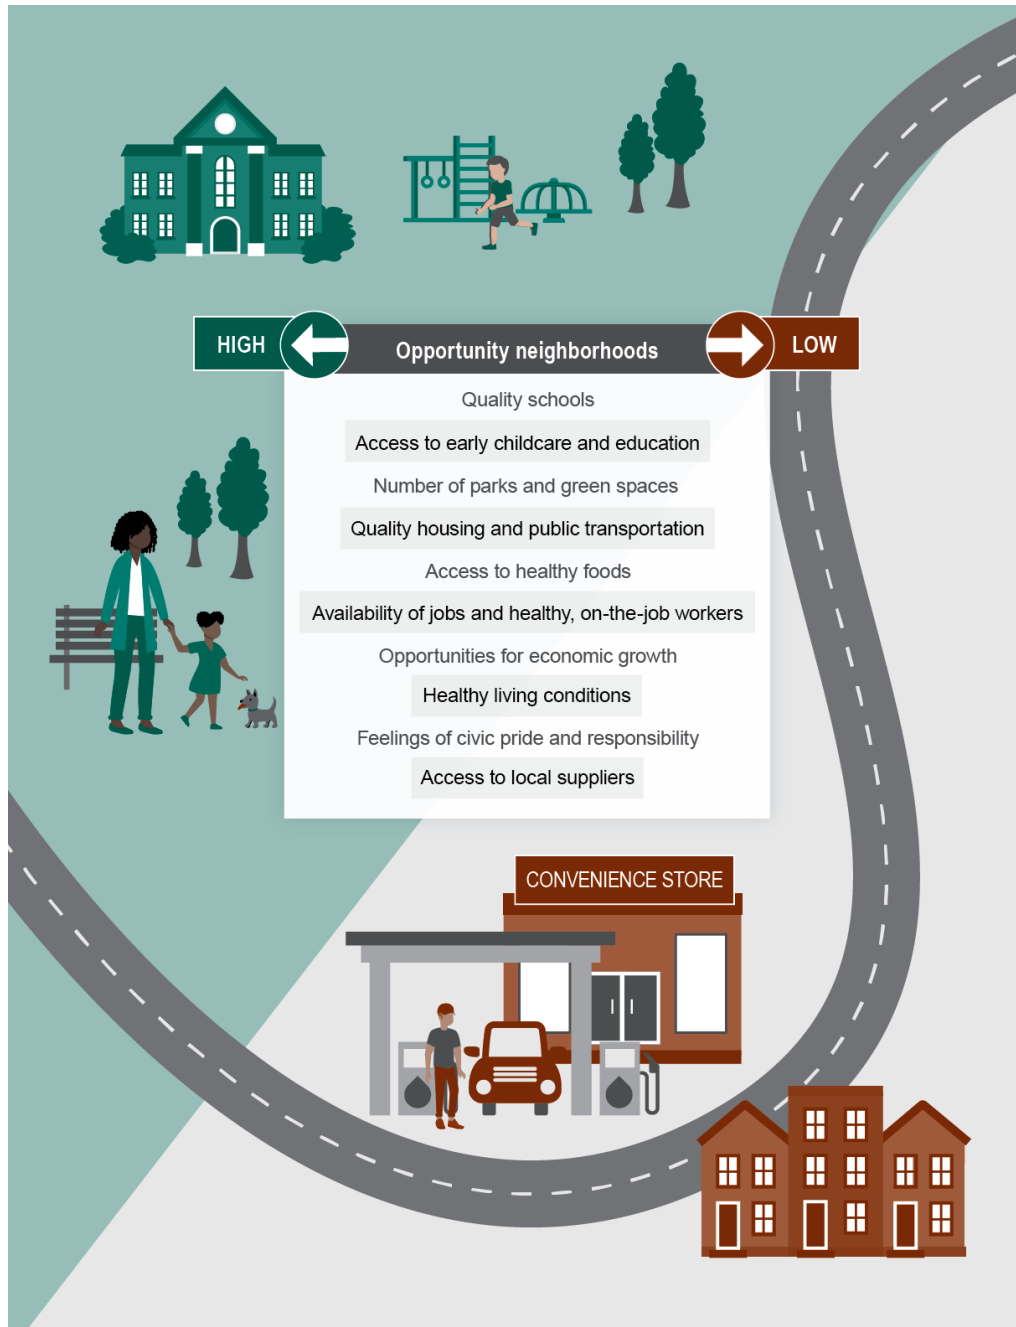 HIGH
Opportunity neighborhoods
LOW
Quality schools
Access to early childcare and education
Number of parks and green spaces
Quality housing and public transportation
Access to healthy foods
Availability of jobs and healthy, on-the-job workers
Opportunities for economic growth
Healthy living conditions
Feelings of civic pride and responsibility
Access to local suppliers
CONVENIENCE STORE